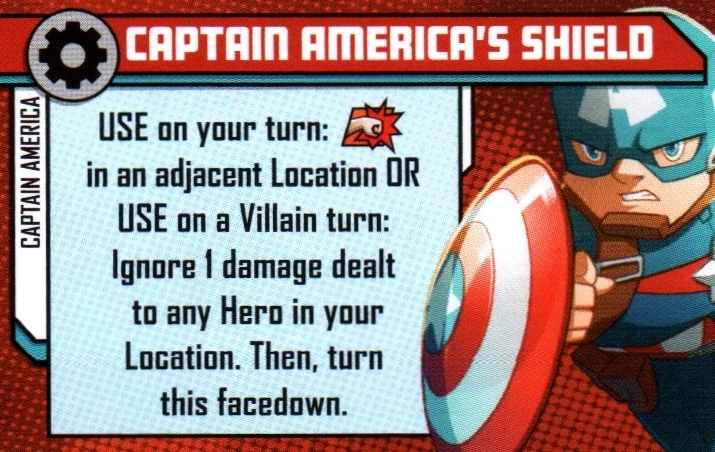 CAPTAIN AMERICA'S SHIELD
CAPTAIN AMERICA
USE on your turn:
in an adjacent Location OR
USE on a Villain turn:
Ignore 1 damage dealt
to any Hero in your
Location. Then, turn
this facedown.